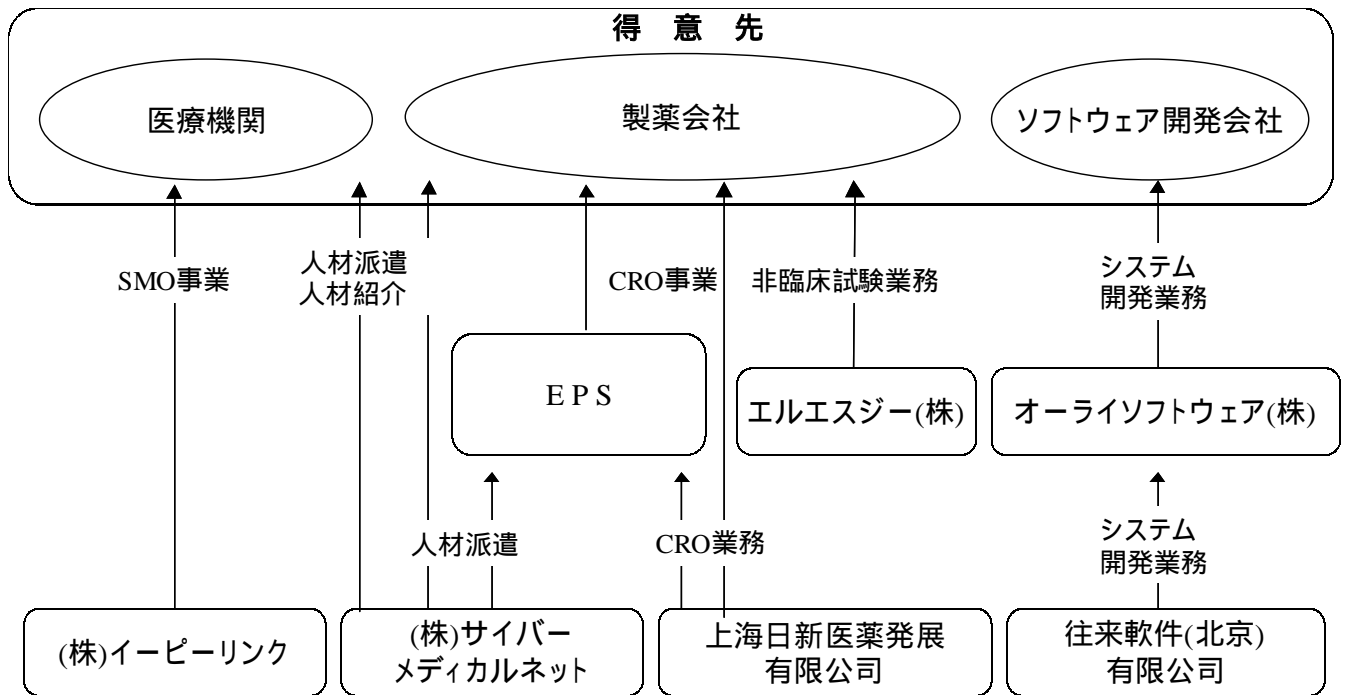 得 意 先
医療機関
製薬会社
ソフトウェア開発会社
SMO事業
人材派遣
人材紹介
CRO事業
非臨床試験業務
システム
開発業務
EPS
エルエスジー(株)
オーライソフトウェア(株)
人材派遣
CRO業務
システム
開発業務
(株)イーピーリンク
(株)サイバー
メディカルネット
上海日新医薬発展
有限公司
往来軟件(北京)
有限公司